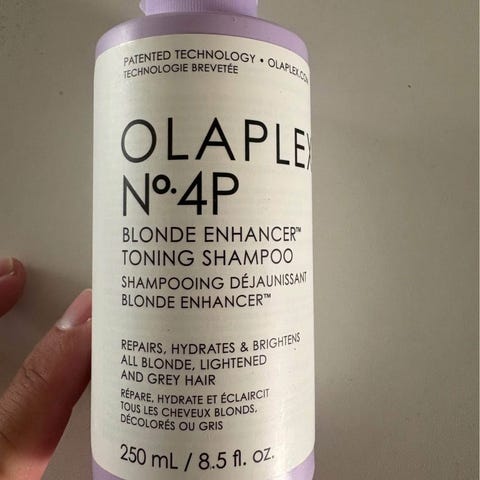 PATENTED TECHNOLOGY • OLAPLEX.COM
TECHNOLOGIE BREVETÉE
OLAPLEX
Nº.4P
BLONDE ENHANCER™
TONING SHAMPOO
SHAMPOOING DÉJAUNISSANT
BLONDE ENHANCER™
REPAIRS, HYDRATES & BRIGHTENS
ALL BLONDE, LIGHTENED
AND GREY HAIR
RÉPARE, HYDRATE ET ÉCLAIRCIT
TOUS LES CHEVEUX BLONDS,
DÉCOLORÉS OU GRIS
250 mL / 8.5 fl. oz.